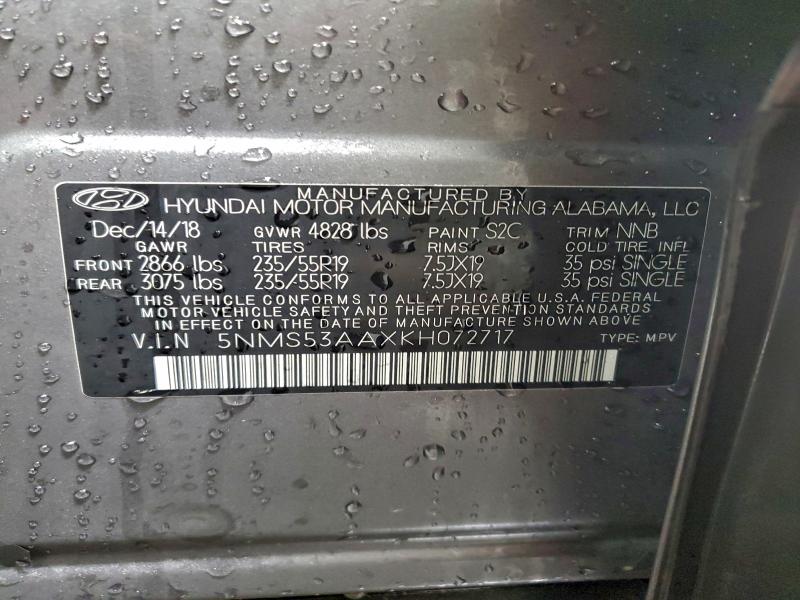 MANUFACTURED BY
HYUNDAI MOTOR MANUFACTURING ALABAMA, LLC
Dec/14/18 GVWR 4828 lbs PAINT S2C TRIM NNB
GAWR TIRES RIMS COLD TIRE INFL
FRONT 2866 lbs 235/55R19 7.5JX19 35 psi SINGLE
REAR 3075 lbs 235/55R19 7.5JX19 35 psi SINGLE
THIS VEHICLE CONFORMS TO ALL APPLICABLE U.S.A. FEDERAL
MOTOR VEHICLE SAFETY AND THEFT PREVENTION STANDARDS
IN EFFECT ON THE DATE OF MANUFACTURE SHOWN ABOVE.
V.I.N 5NMS53AAXKH072717 TYPE: MPV